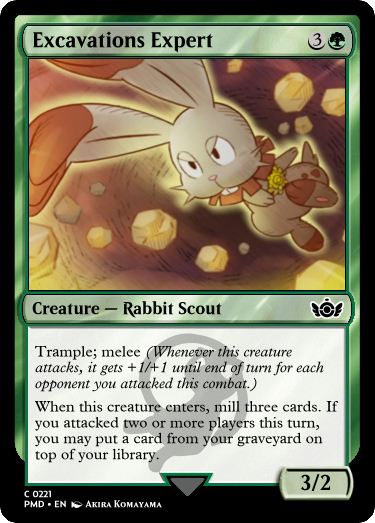 Excavations Expert 3
Creature — Rabbit Scout
Trample; melee (Whenever this creature
attacks, it gets +1/+1 until end of turn for each
opponent you attacked this combat.)
When this creature enters, mill three cards. If
you attacked two or more players this turn,
you may put a card from your graveyard on
top of your library.
3/2
C 0221
PMD • EN Akira Komayama